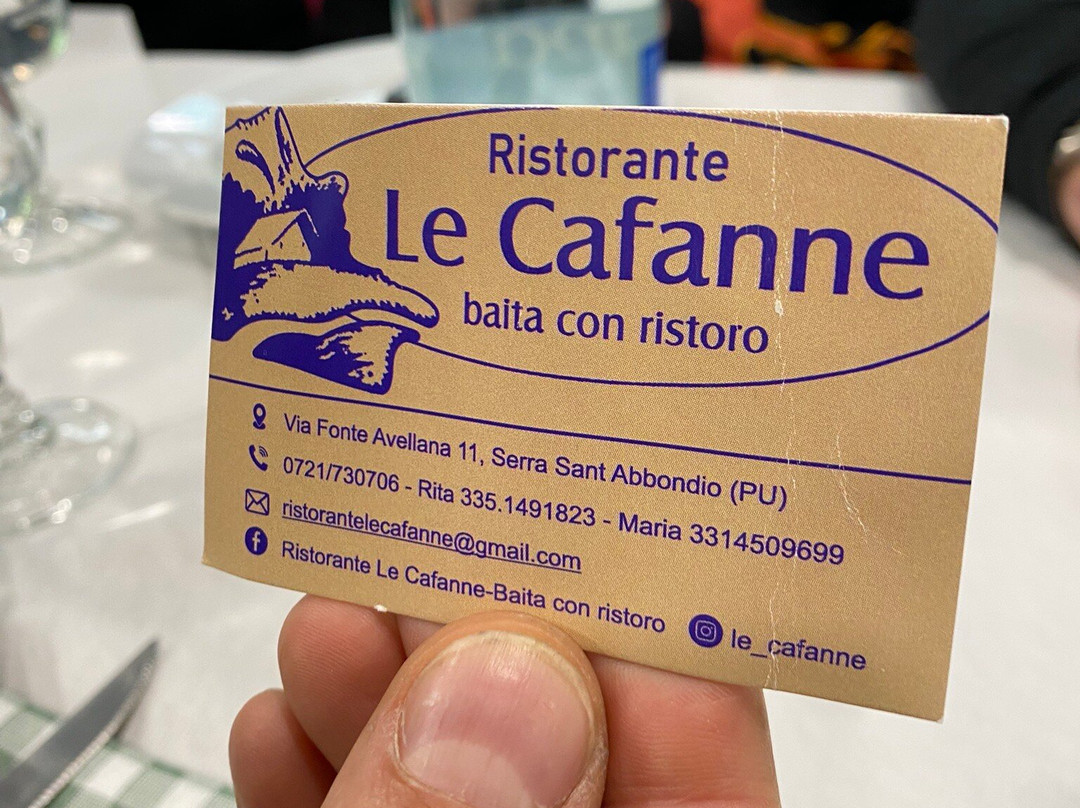 Ristorante
Le Cafanne
baita con ristoro
Via Fonte Avellana 11, Serra Sant Abbondio (PU)
0721/730706 - Rita 335.1491823 - Maria 3314509699
ristorantelecafanne@gmail.com
Ristorante Le Cafanne-Baita con ristoro le_cafanne